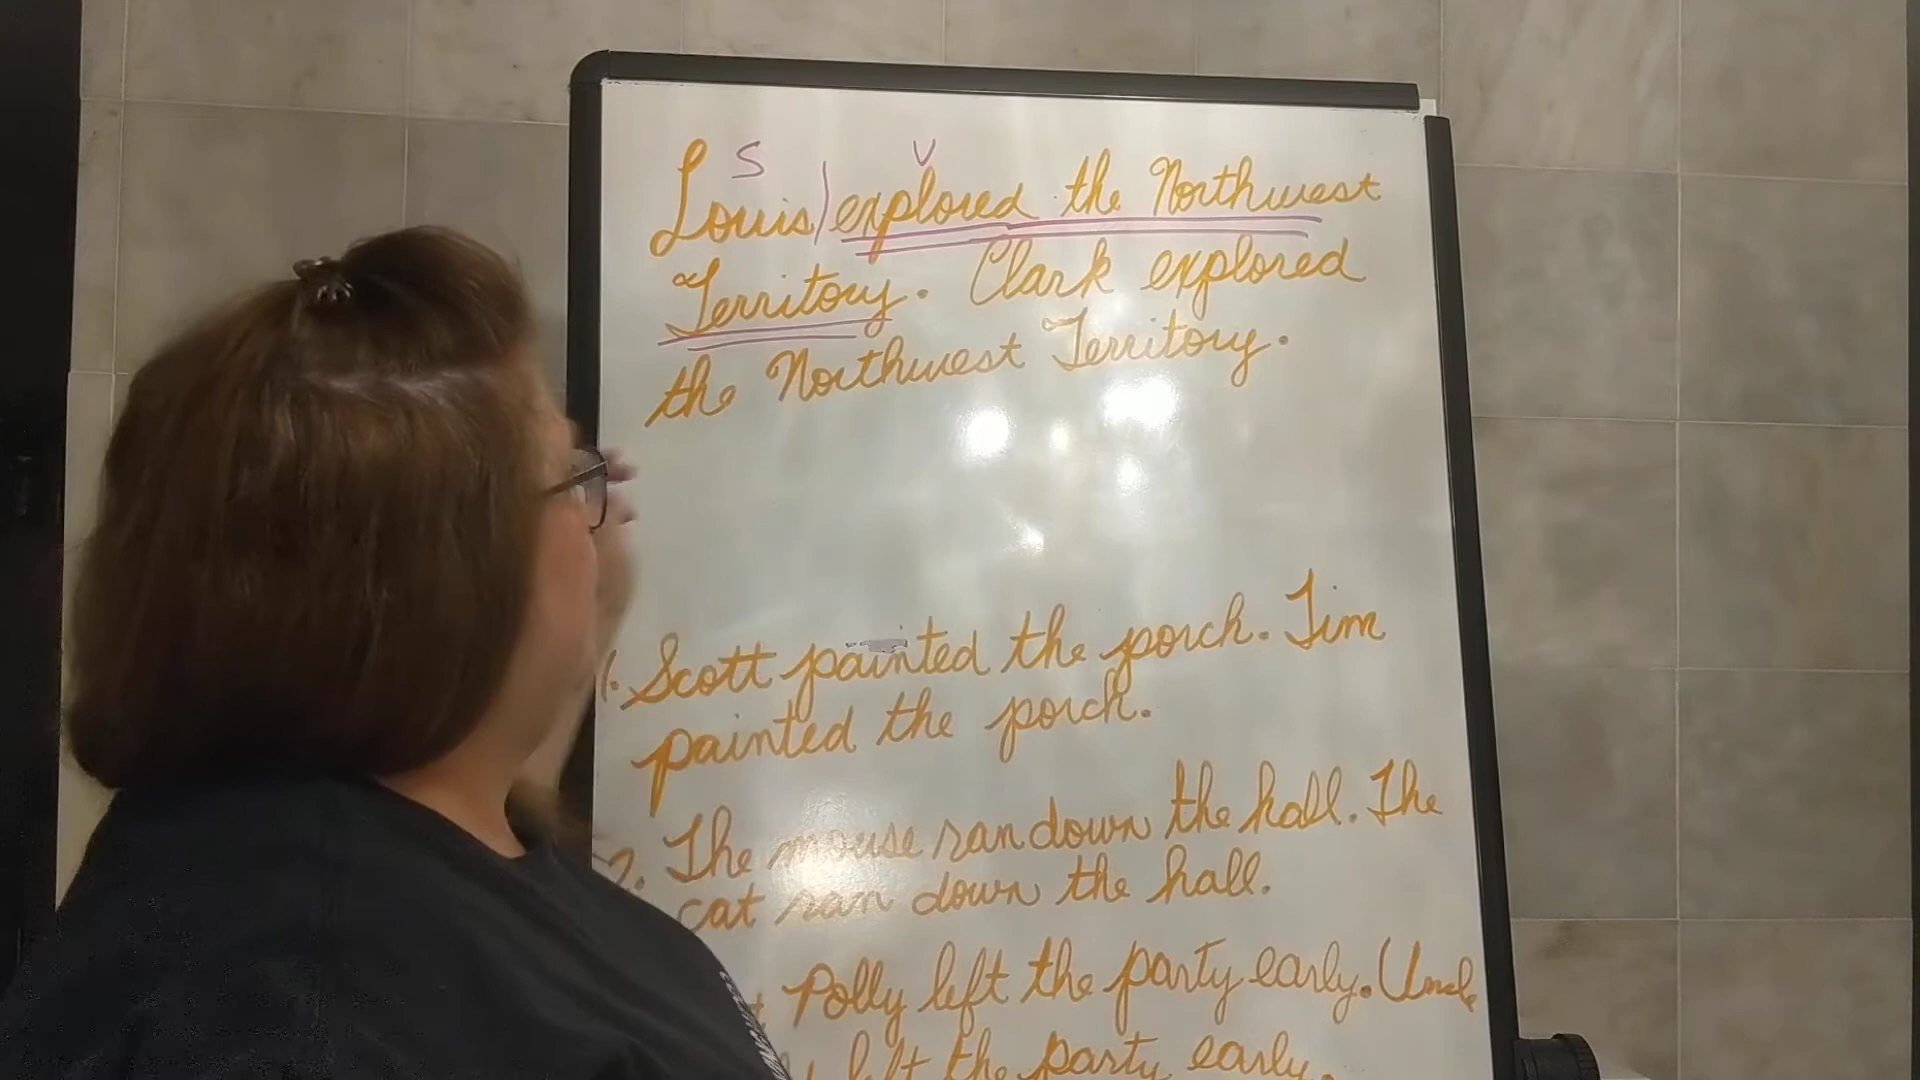 S V
Louis explored the Northwest
Territory. Clark explored
the Northwest Territory.
1. Scott painted the porch. Tim
painted the porch.
2. The mouse ran down the hall. The
cat ran down the hall.
Polly left the party early. Uncle
left the party early.